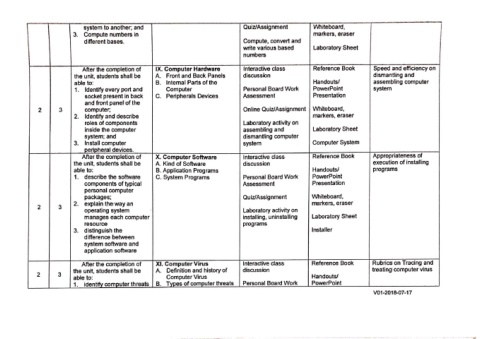 system to another; and
3. Compute numbers in
different bases.
Quiz/Assignment
Compute, convert and
write various based
numbers
Whiteboard,
markers, eraser
Laboratory Sheet
2
3
After the completion of
the unit, students shall be
able to:
1. Identify every port and
socket present in back
and front panel of the
computer;
2. Identify and describe
roles of components
inside the computer
system; and
3. Install computer
peripheral devices.
IX. Computer Hardware
A. Front and Back Panels
B. Internal Parts of the
Computer
C. Peripherals Devices
Interactive class
discussion
Personal Board Work
Assessment
Online Quiz/Assignment
Laboratory activity on
assembling and
dismantling computer
system
Reference Book
Handouts/
PowerPoint
Presentation
Whiteboard,
markers, eraser
Laboratory Sheet
Computer System
Speed and efficiency on
dismanting and
assembling computer
system
2
3
After the completion of
the unit, students shall be
able to:
1. describe the software
components of typical
personal computer
packages;
2. explain the way an
operating system
manages each computer
resource
3. distinguish the
difference between
system software and
application software
X. Computer Software
A. Kind of Software
B. Application Programs
C. System Programs
Interactive class
discussion
Personal Board Work
Assessment
Quiz/Assignment
Laboratory activity on
installing, uninstalling
programs
Reference Book
Handouts/
PowerPoint
Presentation
Whiteboard,
markers, eraser
Laboratory Sheet
Installer
Appropriateness of
execution of installing
programs
2
3
After the completion of
the unit, students shall be
able to:
1. identify computer threats
XI. Computer Virus
A. Definition and history of
Computer Virus
B. Types of computer threats
Interactive class
discussion
Personal Board Work
Reference Book
Handouts/
PowerPoint
Rubrics on Tracing and
treating computer virus
V01-2018-07-17